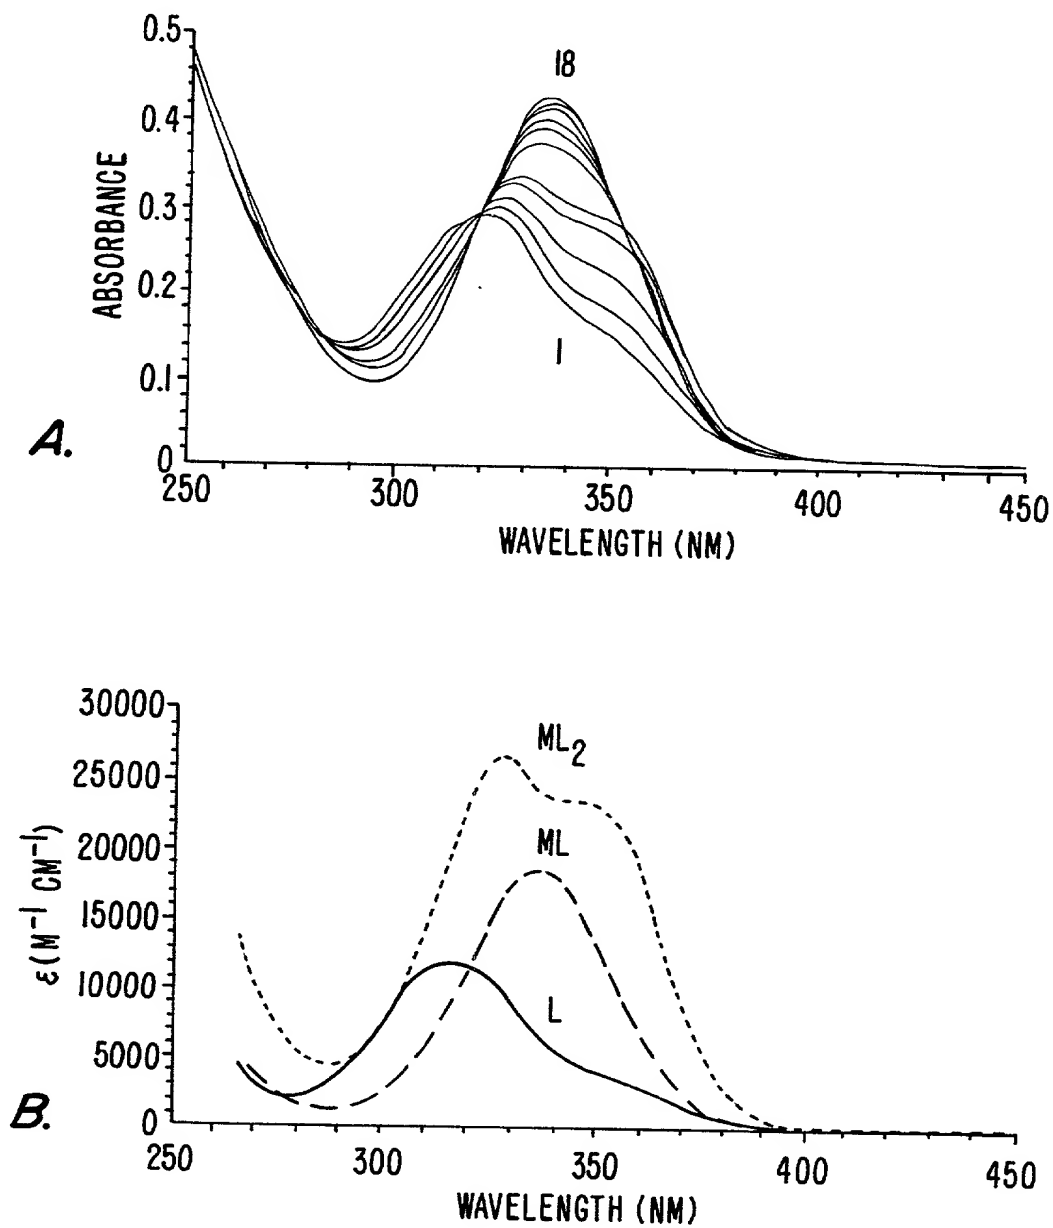 0.5
0.4
0.3
0.2
0.1
0
ABSORBANCE
18
1
A.
250 300 350 400 450
WAVELENGTH (NM)
30000
25000
20000
15000
10000
5000
0
ε (M⁻¹ CM⁻¹)
ML₂
ML
L
B.
250 300 350 400 450
WAVELENGTH (NM)